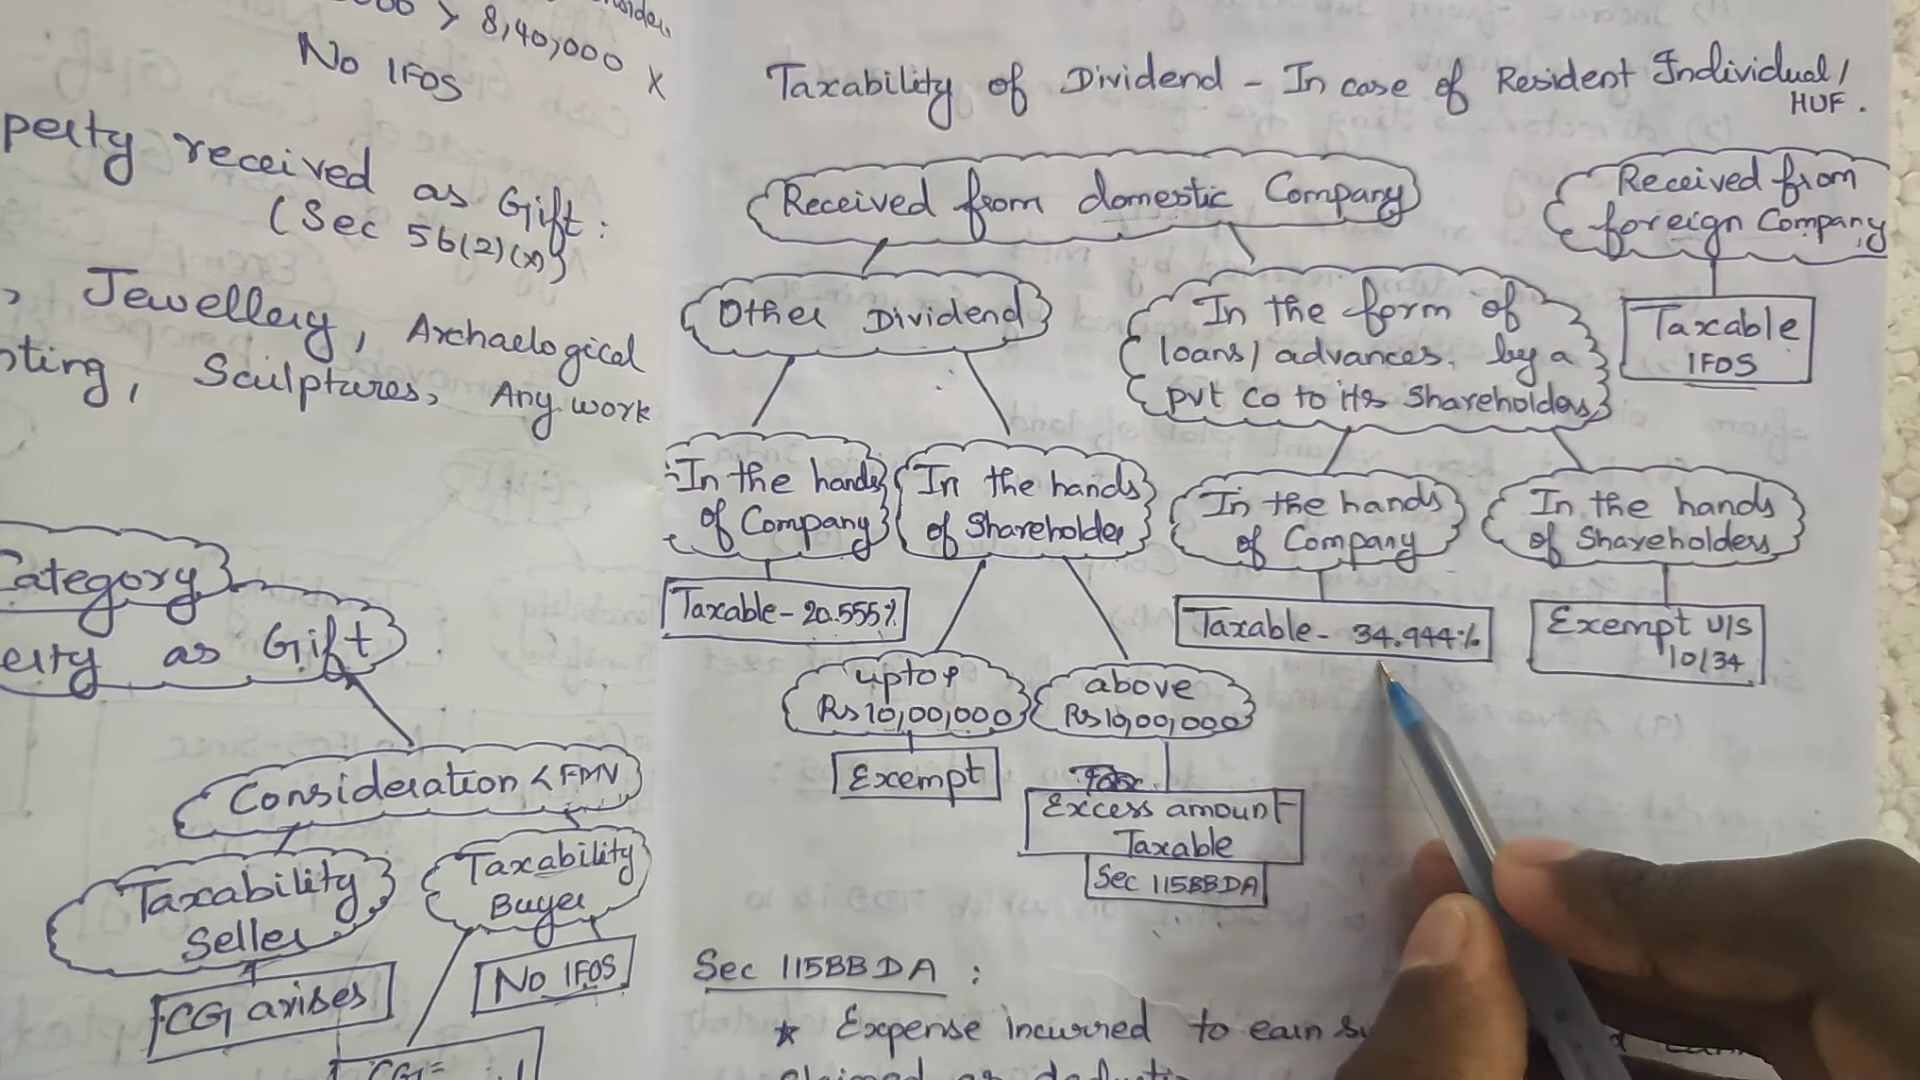 > 8,40,000 x
No IFOS
perty received
as Gift :
(Sec 56(2)(x))
Jewellery, Archaelogical
ting, Sculptures, Any work
Category
erty as Gift
Consideration < FMV
Taxability
Seller
CG arises
Taxability
Buyer
No IFOS
CG=
Taxability of Dividend - In case of Resident Individual /
HUF.
Received from domestic Company
Received from
foreign Company
Taxable
IFOS
Other Dividend
In the form of
loans/ advances. by a
pvt co to its Shareholders
In the hands
of Company
Taxable - 20.555%
In the hands
of Shareholder
upto
Rs 10,00,000
Exempt
above
Rs 10,00,000
Excess amount
Taxable
Sec 115BBDA
In the hands
of Company
Taxable - 34.944%
In the hands
of Shareholders
Exempt U/S
10/34
Sec 115BBDA :
* Expense incurred to earn
claimed as